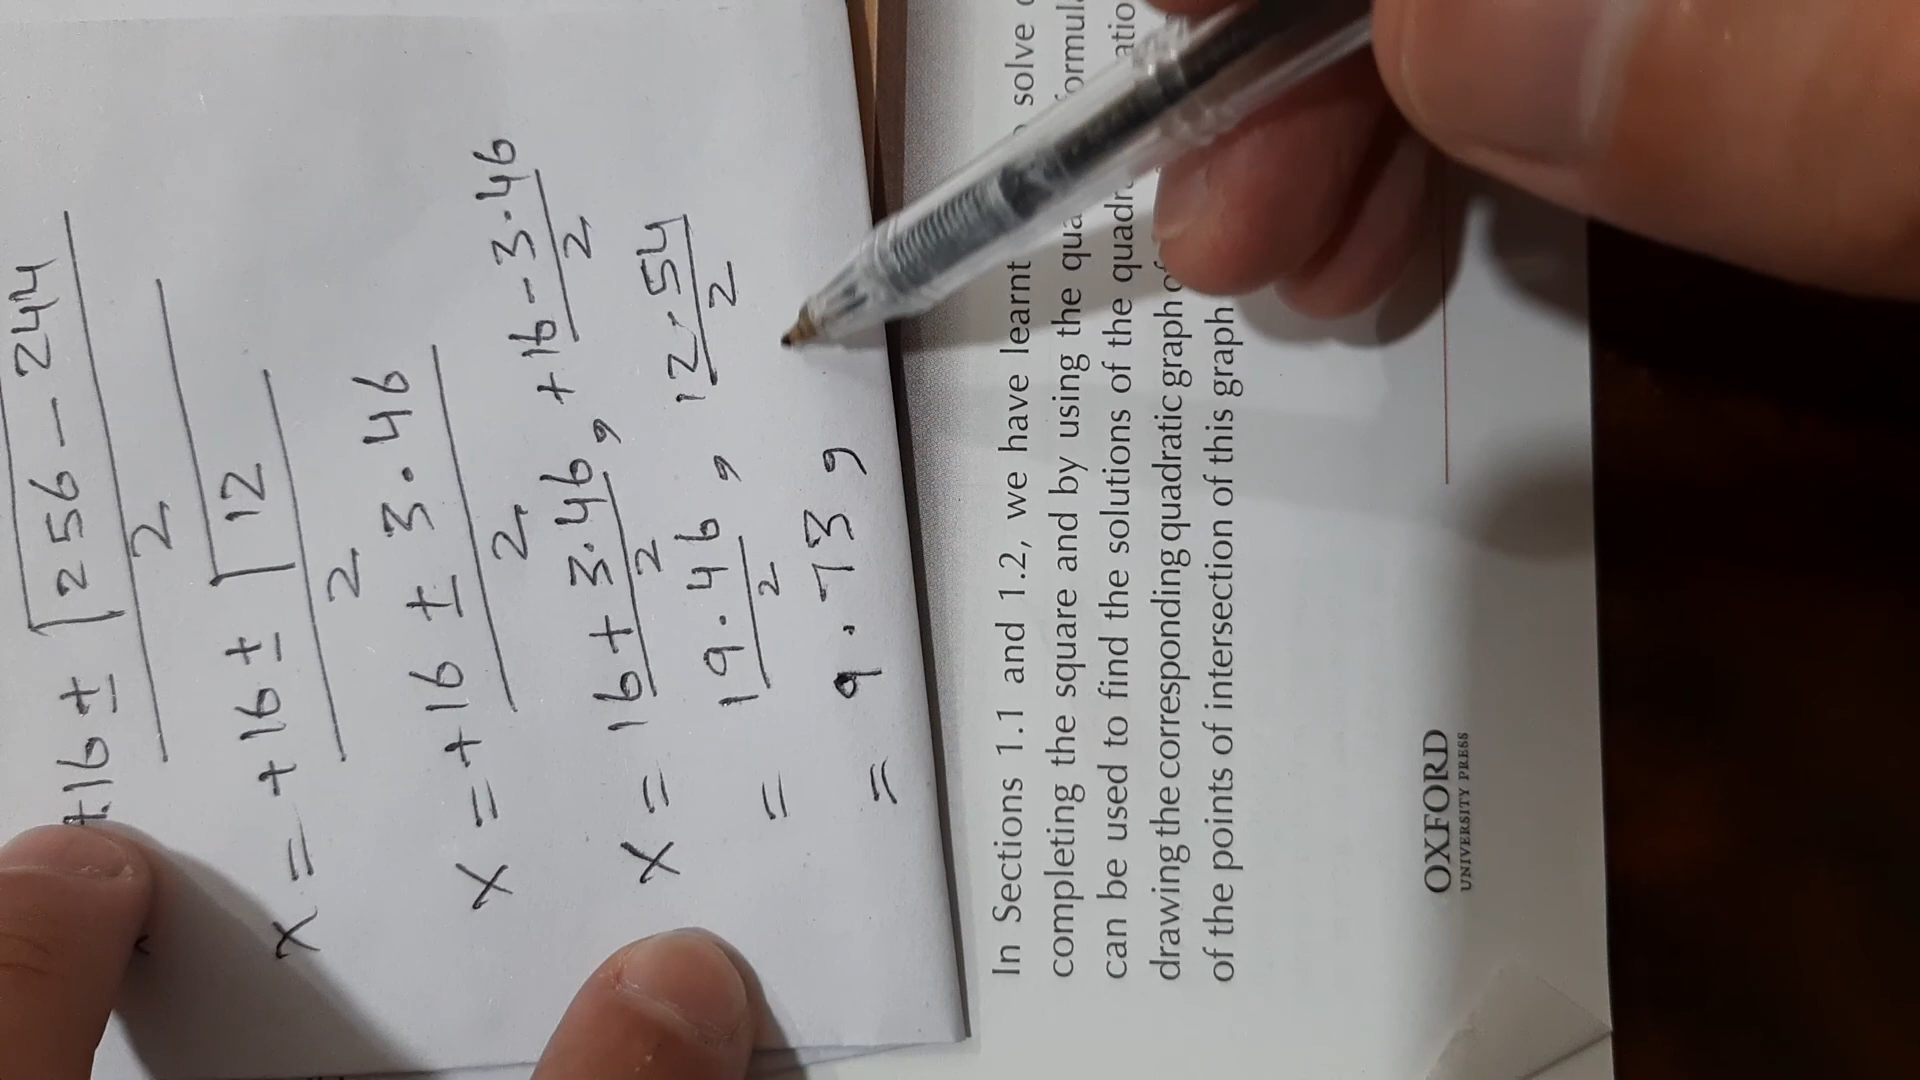 +16 ± √256 - 244
2
x = +16 ± √12
2
x = +16 ± 3.46
2
x = 16 + 3.46 , +16 - 3.46
2 2
= 19.46 , 12.54
2 2
= 9.73 ,
In Sections 1.1 and 1.2, we have learnt solve
completing the square and by using the
can be used to find the solutions of the
drawing the corresponding quadratic graph
of the points of intersection of this graph
OXFORD
UNIVERSITY PRESS